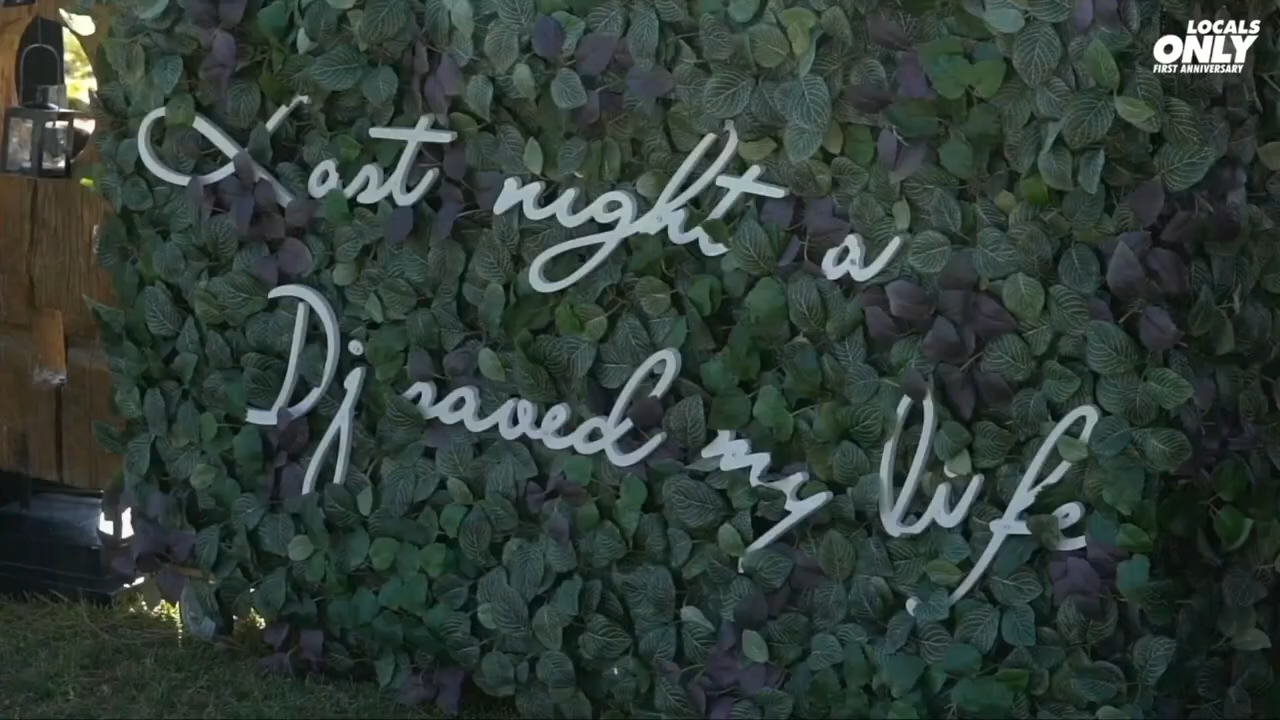 LOCALS
ONLY
FIRST ANNIVERSARY
Last night a
Dj saved my life